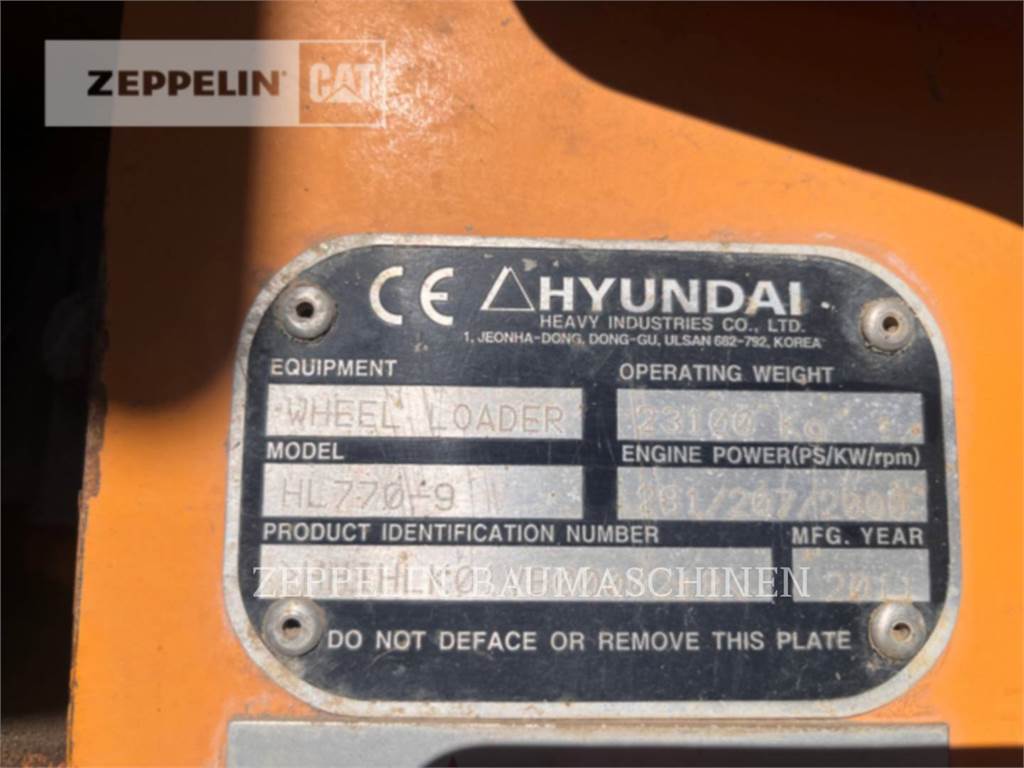 ZEPPELIN CAT
CE HYUNDAI
HEAVY INDUSTRIES CO., LTD.
1, JEONHA-DONG, DONG-GU, ULSAN 682-792, KOREA
EQUIPMENT OPERATING WEIGHT
WHEEL LOADER 23100 Kg
MODEL ENGINE POWER(PS/KW/rpm)
HL770-9 281/207/2000
PRODUCT IDENTIFICATION NUMBER MFG. YEAR
2011
ZEPPELIN BAUMASCHINEN
DO NOT DEFACE OR REMOVE THIS PLATE